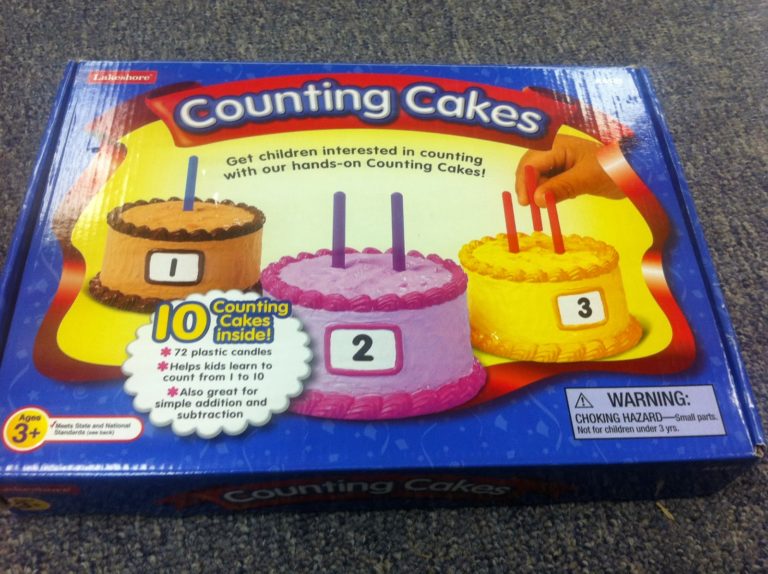 Lakeshore
Counting Cakes
Get children interested in counting
with our hands-on Counting Cakes!
1
2
3
10 Counting
Cakes
inside!
* 72 plastic candles
* Helps kids learn to
count from 1 to 10
* Also great for
simple addition and
subtraction
Ages
3+
✓Meets State and National
Standards (see back)
⚠ WARNING:
CHOKING HAZARD—Small parts.
Not for children under 3 yrs.
Counting Cakes